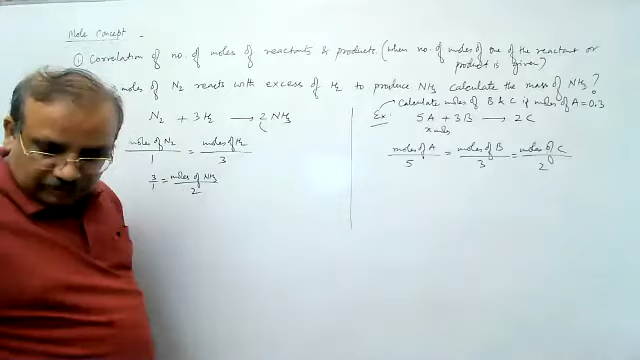 Mole Concept.
① Correlation of no. of moles of reactants & products. (when no. of moles of one of the reactant or
product is given)
moles of N₂ reacts with excess of H₂ to produce NH₃ calculate the mass of NH₃?
Calculate moles of B & C if moles of A = 0.3
N₂ + 3H₂ → 2 NH₃
Ex: 5A + 3B → 2C
moles of N₂ / 1 = moles of H₂ / 3
moles of A / 5 = moles of B / 3 = moles of C / 2
3/1 = moles of NH₃ / 2